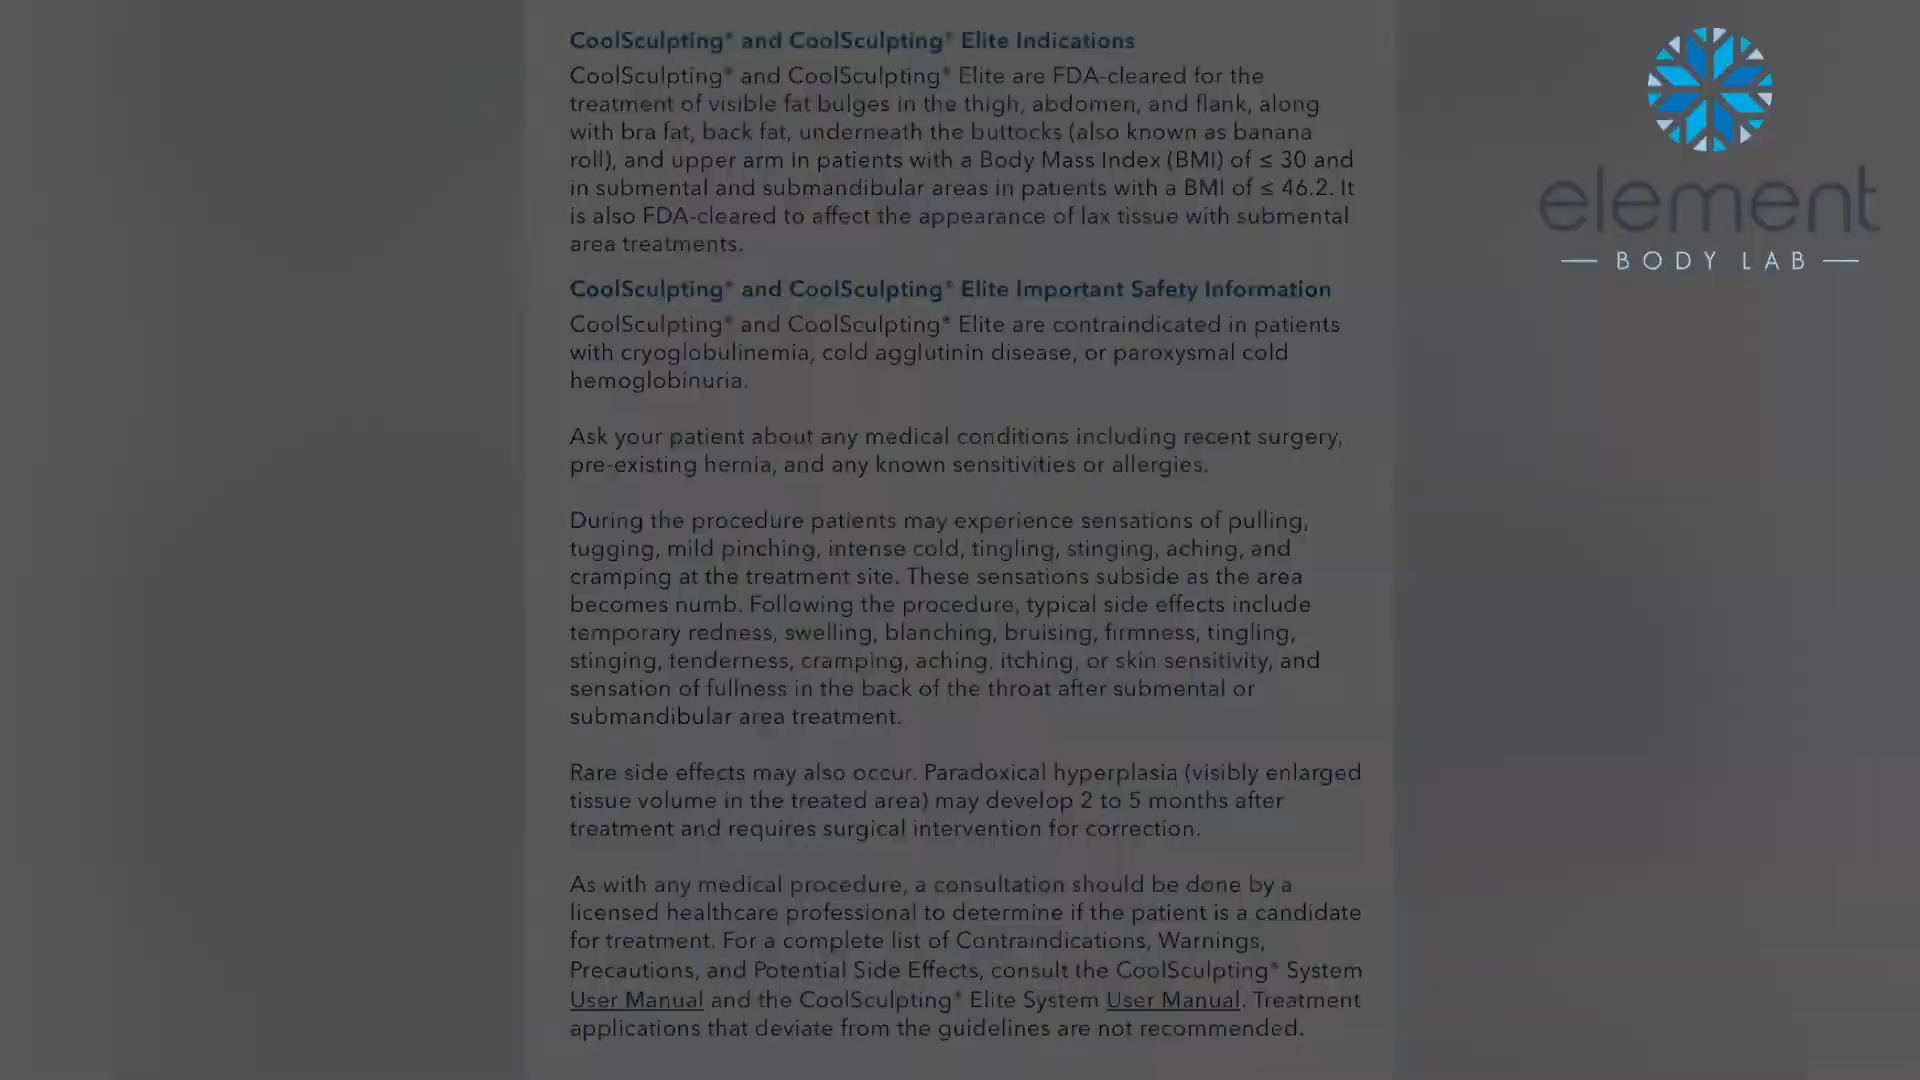 CoolSculpting® and CoolSculpting® Elite Indications
CoolSculpting® and CoolSculpting® Elite are FDA-cleared for the
treatment of visible fat bulges in the thigh, abdomen, and flank, along
with bra fat, back fat, underneath the buttocks (also known as banana
roll), and upper arm in patients with a Body Mass Index (BMI) of ≤ 30 and
in submental and submandibular areas in patients with a BMI of ≤ 46.2. It
is also FDA-cleared to affect the appearance of lax tissue with submental
area treatments.
CoolSculpting® and CoolSculpting® Elite Important Safety Information
CoolSculpting® and CoolSculpting® Elite are contraindicated in patients
with cryoglobulinemia, cold agglutinin disease, or paroxysmal cold
hemoglobinuria.
Ask your patient about any medical conditions including recent surgery,
pre-existing hernia, and any known sensitivities or allergies.
During the procedure patients may experience sensations of pulling,
tugging, mild pinching, intense cold, tingling, stinging, aching, and
cramping at the treatment site. These sensations subside as the area
becomes numb. Following the procedure, typical side effects include
temporary redness, swelling, blanching, bruising, firmness, tingling,
stinging, tenderness, cramping, aching, itching, or skin sensitivity, and
sensation of fullness in the back of the throat after submental or
submandibular area treatment.
Rare side effects may also occur. Paradoxical hyperplasia (visibly enlarged
tissue volume in the treated area) may develop 2 to 5 months after
treatment and requires surgical intervention for correction.
As with any medical procedure, a consultation should be done by a
licensed healthcare professional to determine if the patient is a candidate
for treatment. For a complete list of Contraindications, Warnings,
Precautions, and Potential Side Effects, consult the CoolSculpting® System
User Manual and the CoolSculpting® Elite System User Manual. Treatment
applications that deviate from the guidelines are not recommended.
element
BODY LAB